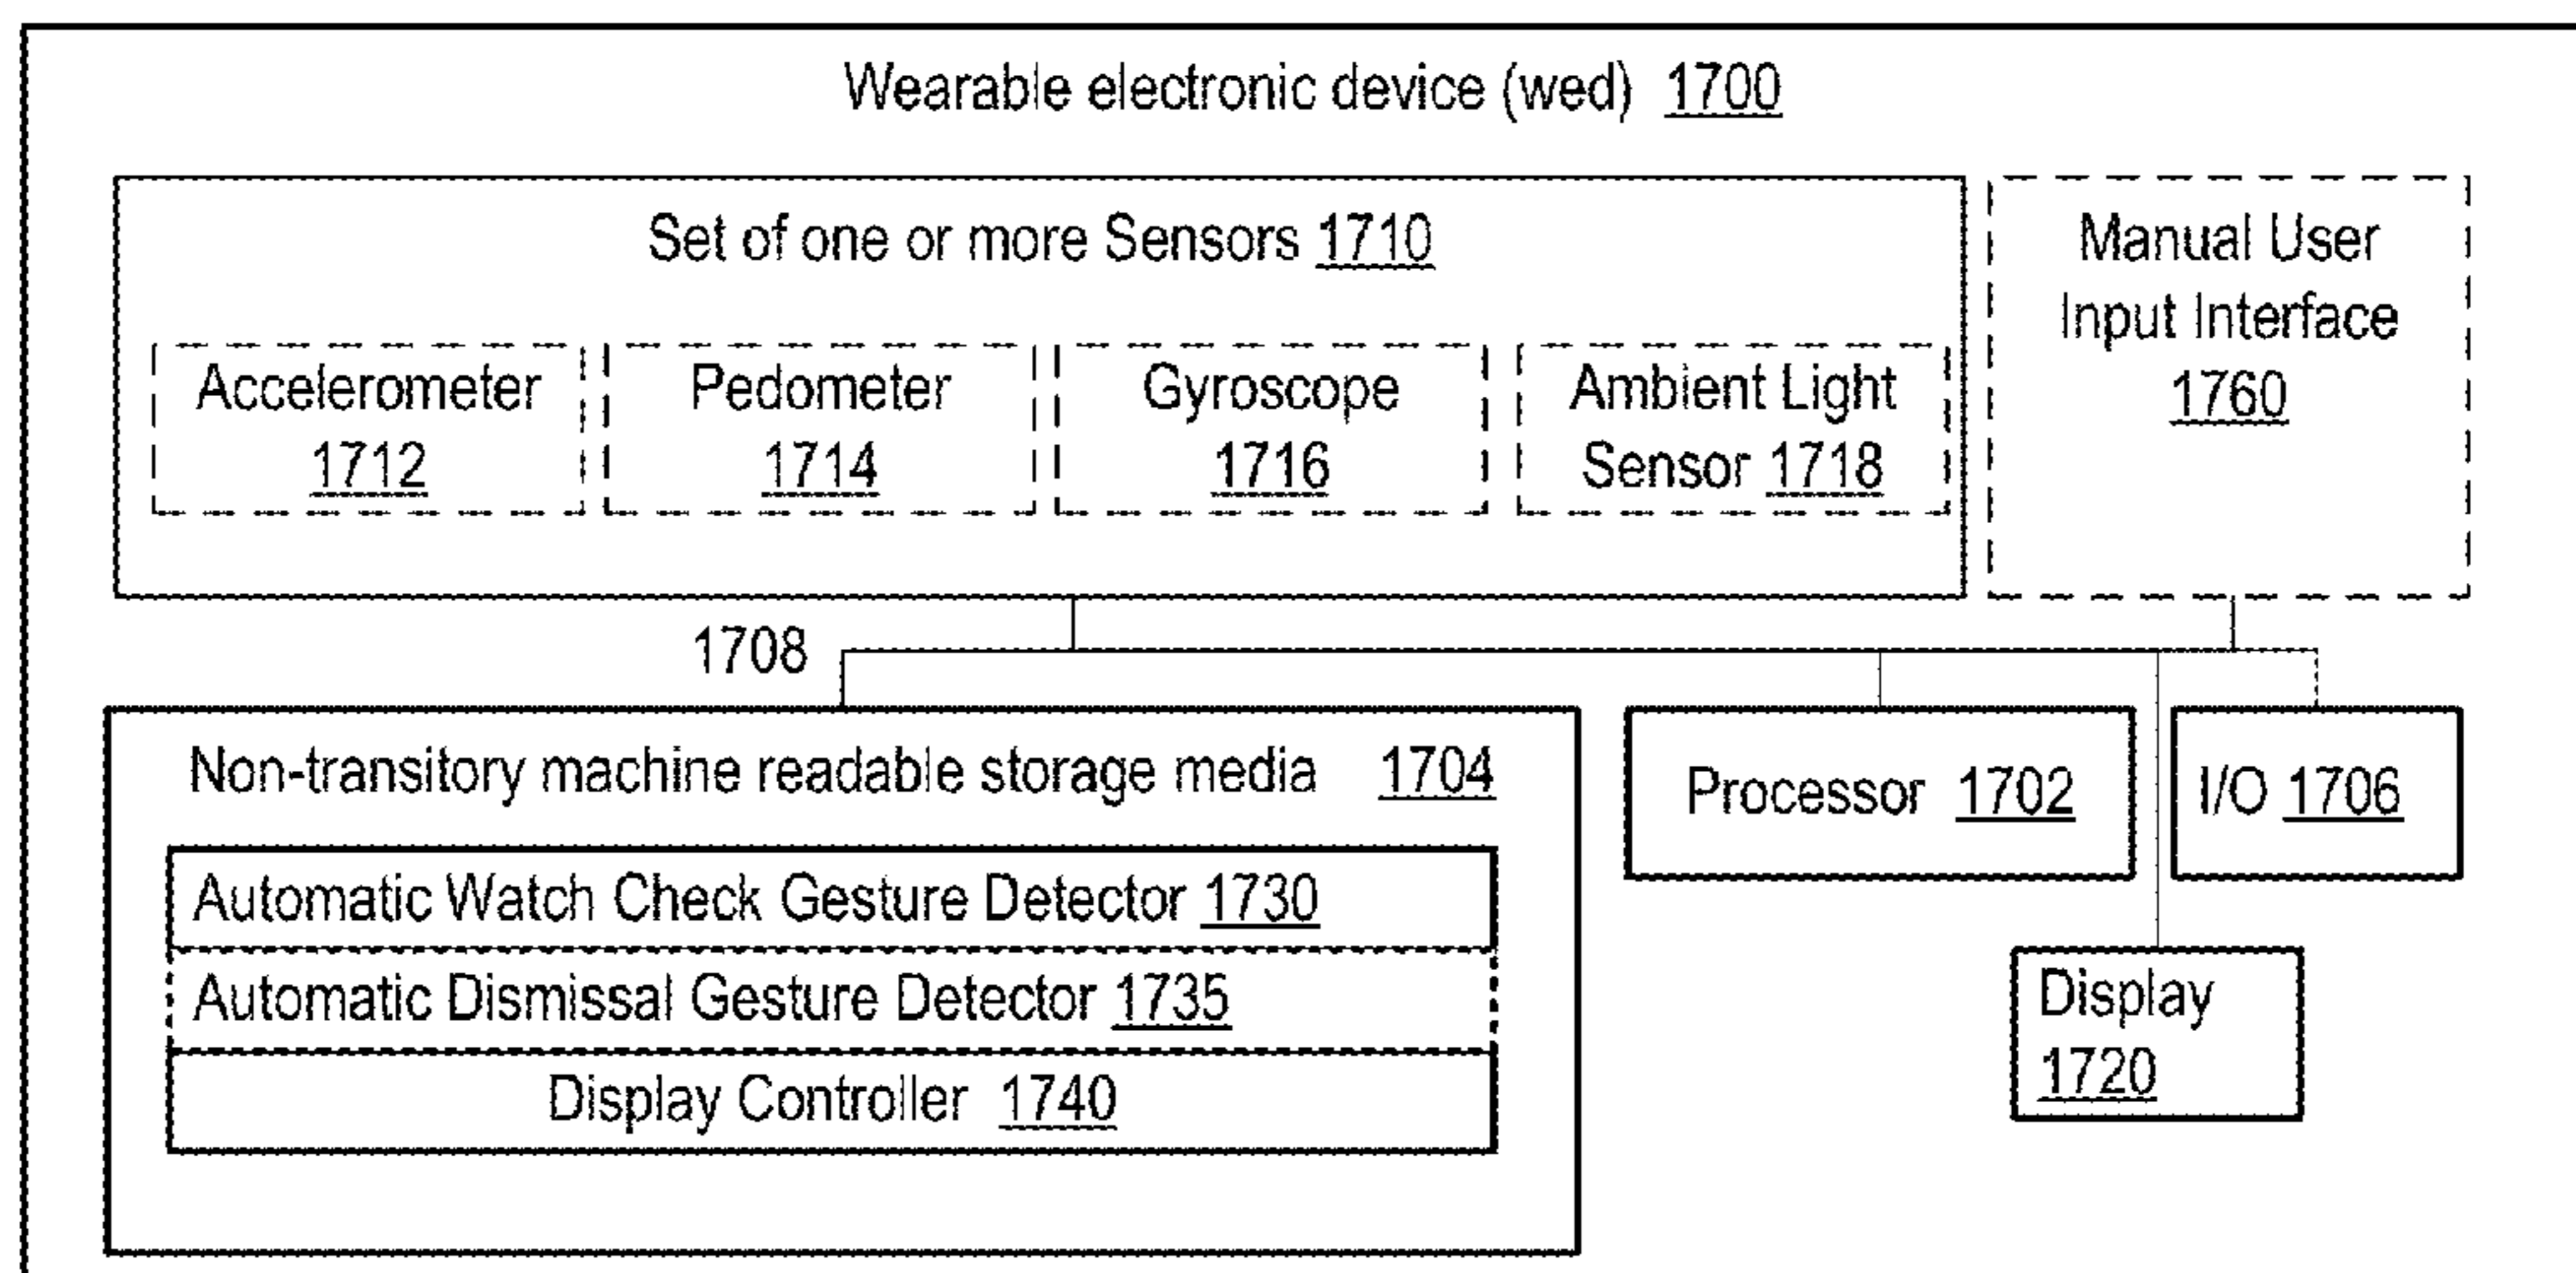 Wearable electronic device (wed) 1700
Set of one or more Sensors 1710
Accelerometer
1712
Pedometer
1714
Gyroscope
1716
Ambient Light
Sensor 1718
Manual User
Input Interface
1760
1708
Non-transitory machine readable storage media 1704
Automatic Watch Check Gesture Detector 1730
Automatic Dismissal Gesture Detector 1735
Display Controller 1740
Processor 1702
I/O 1706
Display
1720